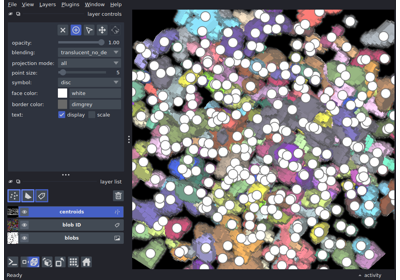 File View Layers Plugins Window Help
layer controls
opacity: 1.00
blending: translucent_no_de
projection mode: all
point size: 5
symbol: disc
face color: white
border color: dimgrey
text: display scale
layer list
centroids
blob ID
blobs
Ready
activity